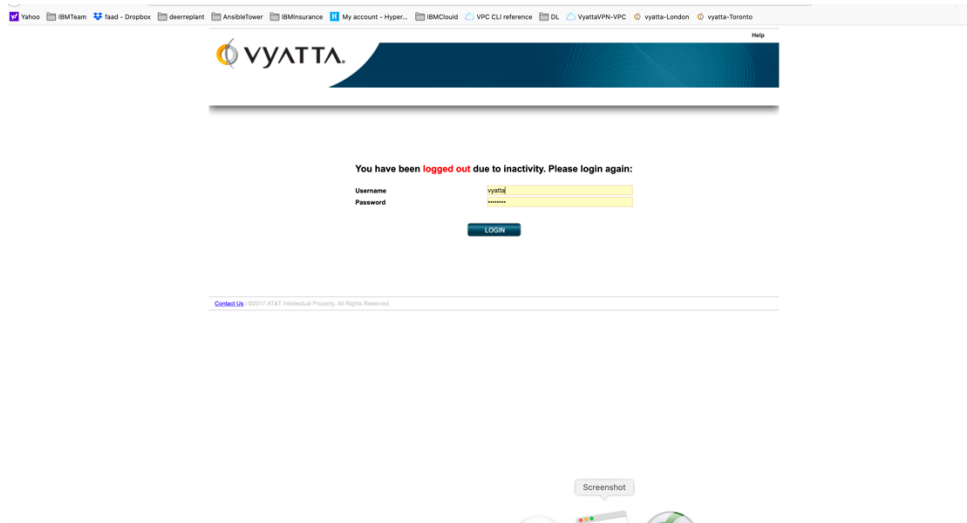 Yahoo IBMTeam faad - Dropbox deerreplant AnsibleTower IBMInsurance My account - Hyper... IBMClouid VPC CLI reference DL VyattaVPN-VPC vyatta-London vyatta-Toronto
Help
VYATTA.
You have been logged out due to inactivity. Please login again:
Username vyatta
Password ••••••••
LOGIN
Contact Us | ©2017 AT&T Intellectual Property. All Rights Reserved.
Screenshot